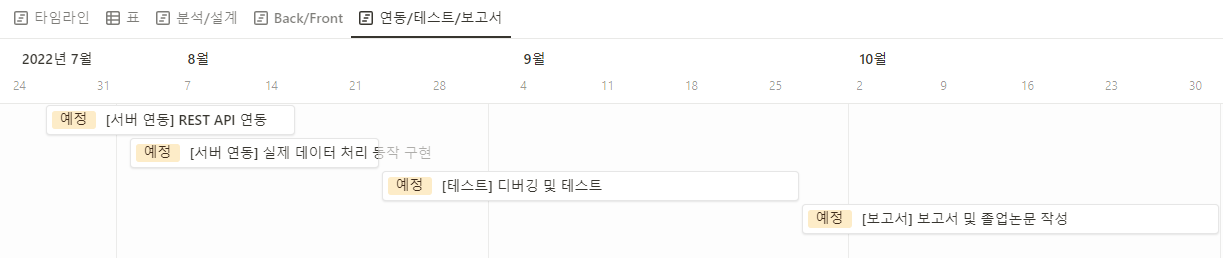 타임라인 표 분석/설계 Back/Front 연동/테스트/보고서
2022년 7월 8월 9월 10월
24 31 7 14 21 28 4 11 18 25 2 9 16 23 30
예정 [서버 연동] REST API 연동
예정 [서버 연동] 실제 데이터 처리 동작 구현
예정 [테스트] 디버깅 및 테스트
예정 [보고서] 보고서 및 졸업논문 작성